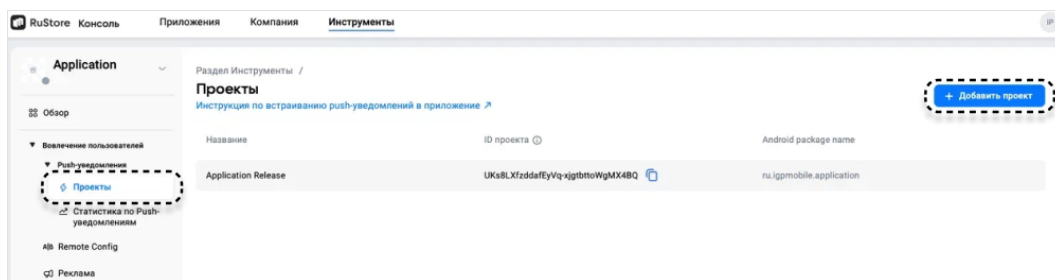 RuStore Консоль Приложения Компания Инструменты IP
Application
Раздел Инструменты /
Проекты
Инструкция по встраиванию push-уведомлений в приложение ↗
+ Добавить проект
Обзор
Вовлечение пользователей
Push-уведомления
Проекты
Статистика по Push-
уведомлениям
A|B Remote Config
Реклама
Название ID проекта Android package name
Application Release UKs8LXfzddafEyVq-xjgtbttoWgMX4BQ ru.igpmobile.application